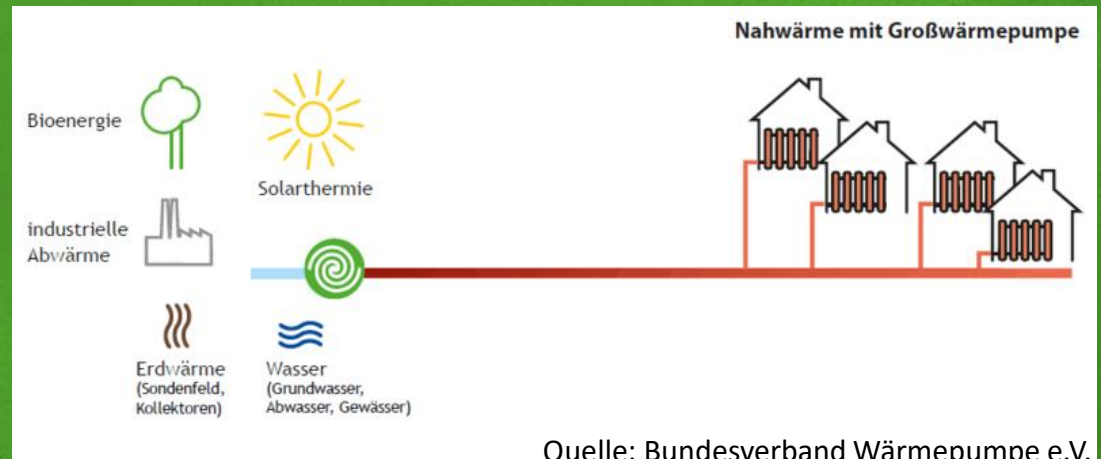 Nahwärme mit Großwärmepumpe
Bioenergie
Solarthermie
industrielle
Abwärme
Erdwärme
(Sondenfeld,
Kollektoren)
Wasser
(Grundwasser,
Abwasser, Gewässer)
Quelle: Bundesverband Wärmepumpe e.V.